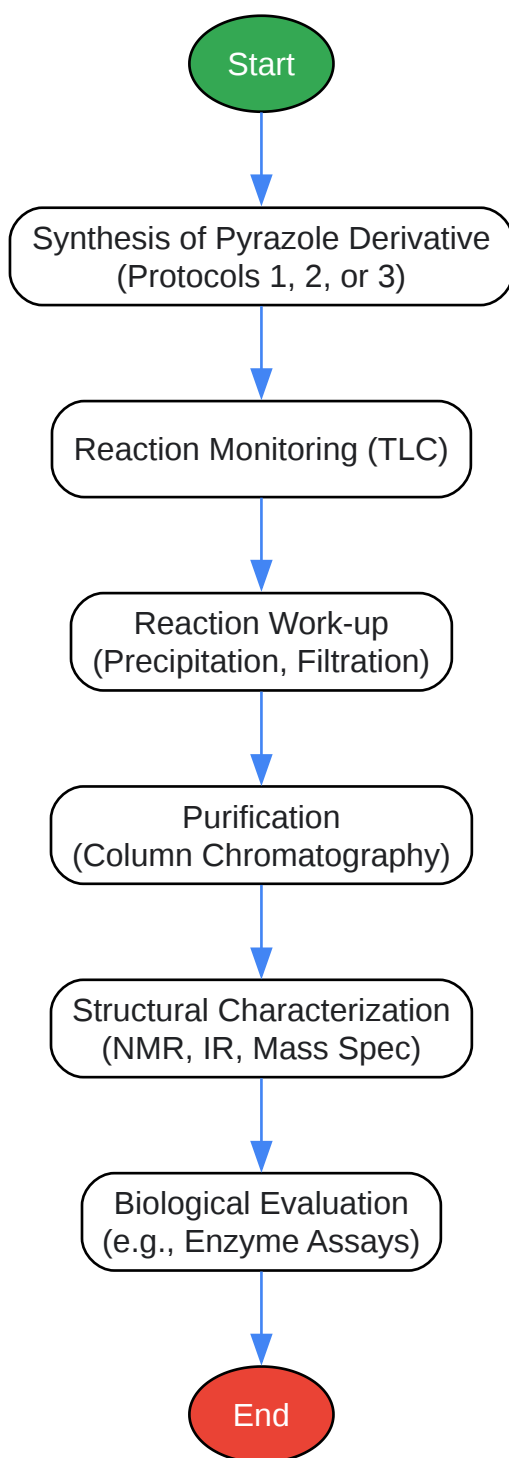 Start
Synthesis of Pyrazole Derivative
(Protocols 1, 2, or 3)
Reaction Monitoring (TLC)
Reaction Work-up
(Precipitation, Filtration)
Purification
(Column Chromatography)
Structural Characterization
(NMR, IR, Mass Spec)
Biological Evaluation
(e.g., Enzyme Assays)
End